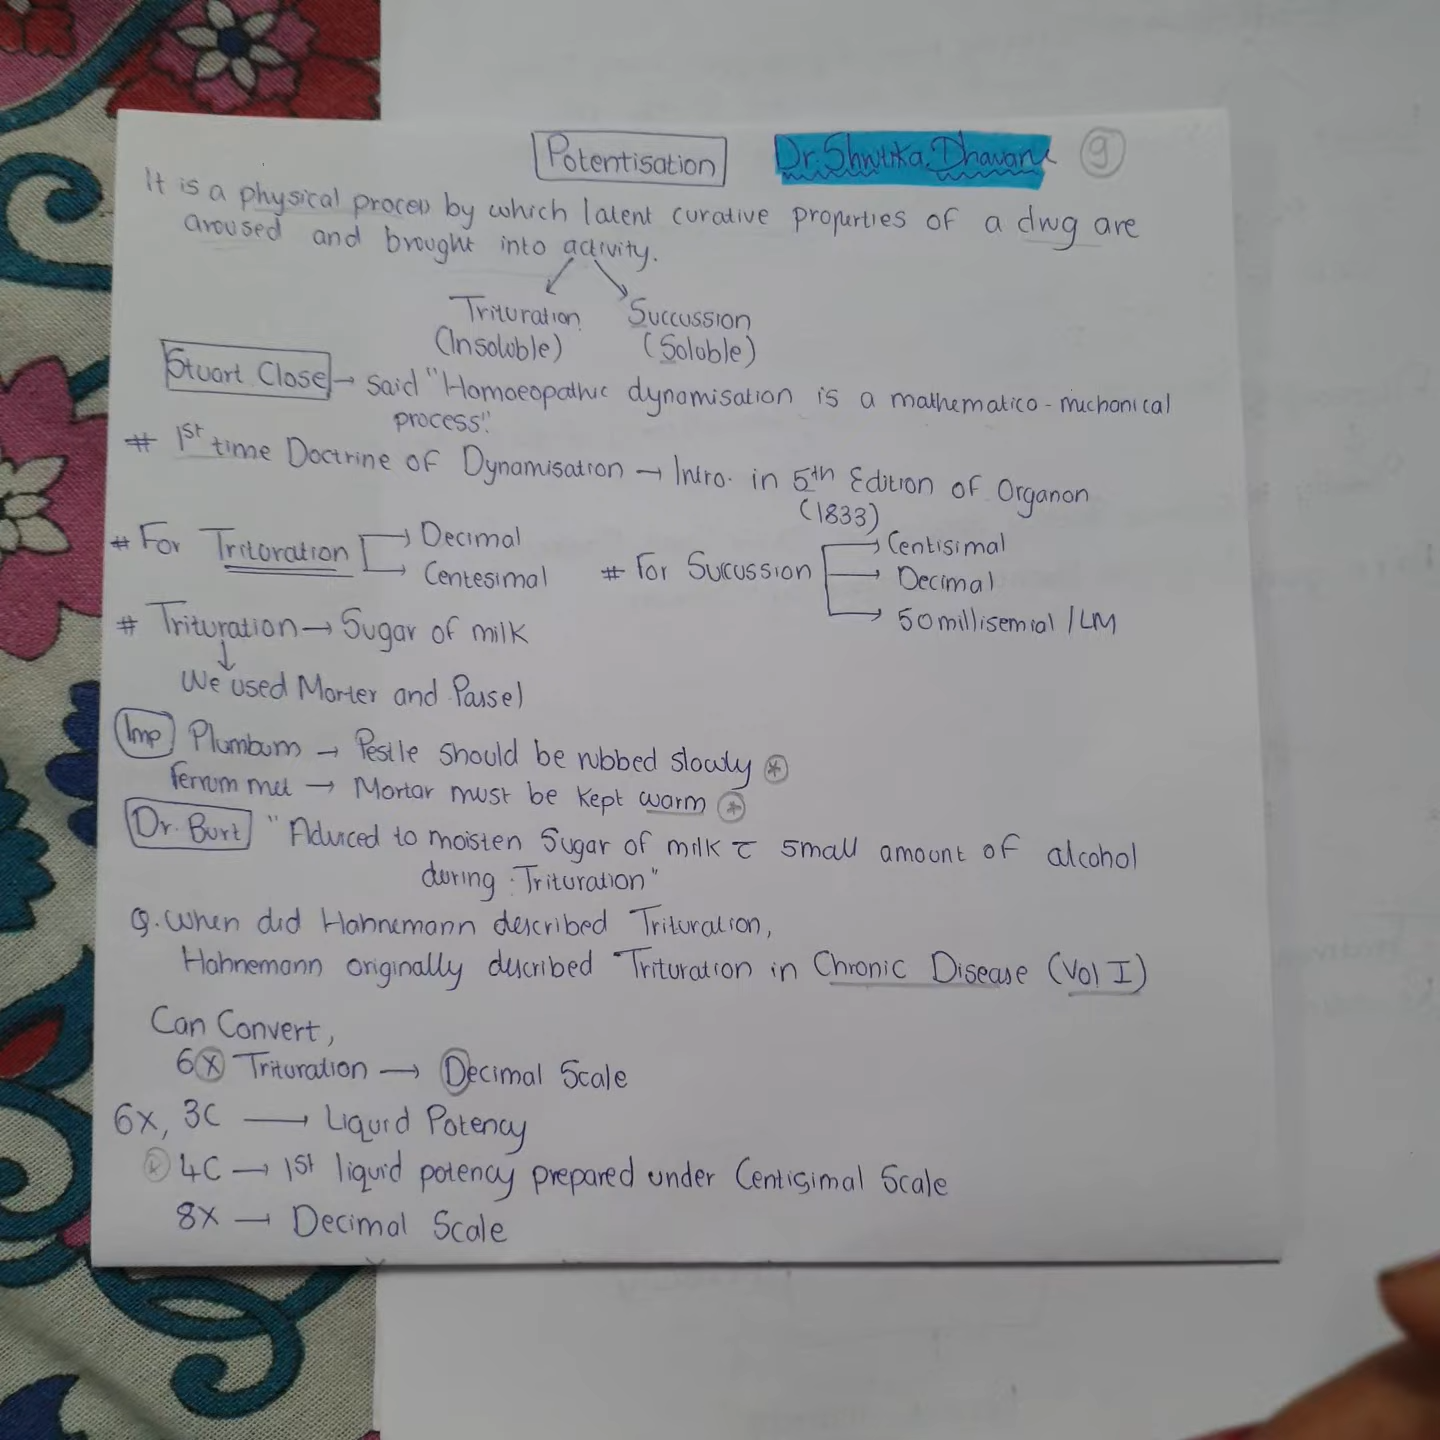 Potentisation Dr. Shrutika. Dhavan 9
It is a physical process by which latent curative properties of a drug are
aroused and brought into activity.
Trituration Succussion
(Insoluble) (Soluble)
Stuart Close → said "Homoeopathic dynamisation is a mathematico-mechanical
process".
# 1st time Doctrine of Dynamisation → Intro. in 5th Edition of Organon
(1833)
# For Trituration → Decimal
→ Centesimal
# For Succussion → Centisimal
→ Decimal
→ 50 millisemial / LM
# Trituration → Sugar of milk
↓
We used Morter and Passel
Imp Plumbum → Pestle should be rubbed slowly *
Ferrum met → Mortar must be kept warm *
Dr. Burt "Adviced to moisten Sugar of milk c small amount of alcohol
during Trituration"
Q. When did Hahnemann described Trituration,
Hahnemann originally described Trituration in Chronic Disease (Vol I)
Can Convert,
6X Trituration → Decimal Scale
6X, 3C → Liquid Potency
4C → 1st liquid potency prepared under Centisimal Scale
8X → Decimal Scale